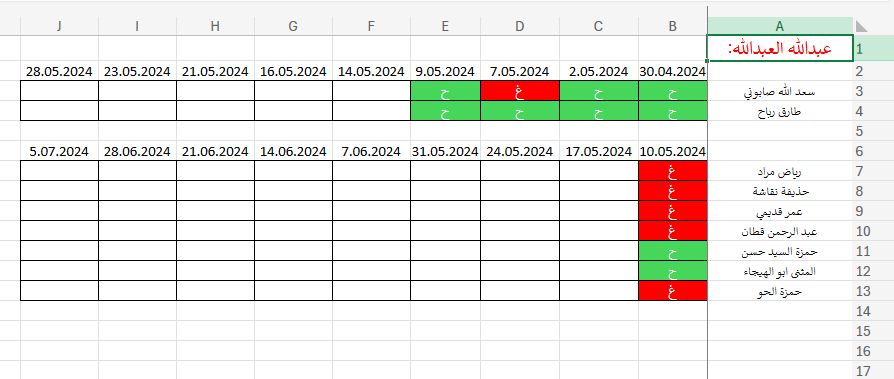 A B C D E F G H I J
1 عبدالله العبدالله:
2 30.04.2024 2.05.2024 7.05.2024 9.05.2024 14.05.2024 16.05.2024 21.05.2024 23.05.2024 28.05.2024
3 سعد الله صابوني ح ح غ ح
4 طارق رباح ح ح ح ح
5
6 10.05.2024 17.05.2024 24.05.2024 31.05.2024 7.06.2024 14.06.2024 21.06.2024 28.06.2024 5.07.2024
7 رياض مراد غ
8 حذيفة نقاشة غ
9 عمر قديمي غ
10 عبد الرحمن قطان غ
11 حمزة السيد حسن ح
12 المثنى ابو الهيجاء ح
13 حمزة الحو غ
14
15
16
17